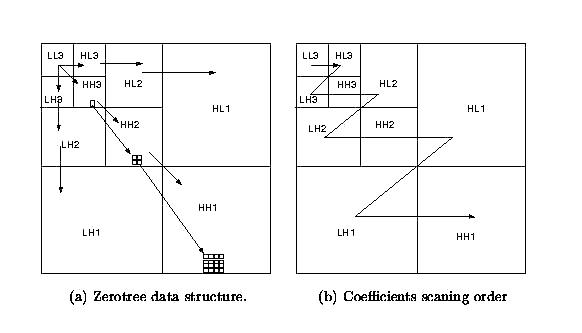 LL3 HL3
HH3 HL2
LH3
HL1
HH2
LH2
HH1
LH1
(a) Zerotree data structure.
LL3 HL3
HH3 HL2
LH3
HL1
LH2 HH2
LH1 HH1
(b) Coefficients scaning order